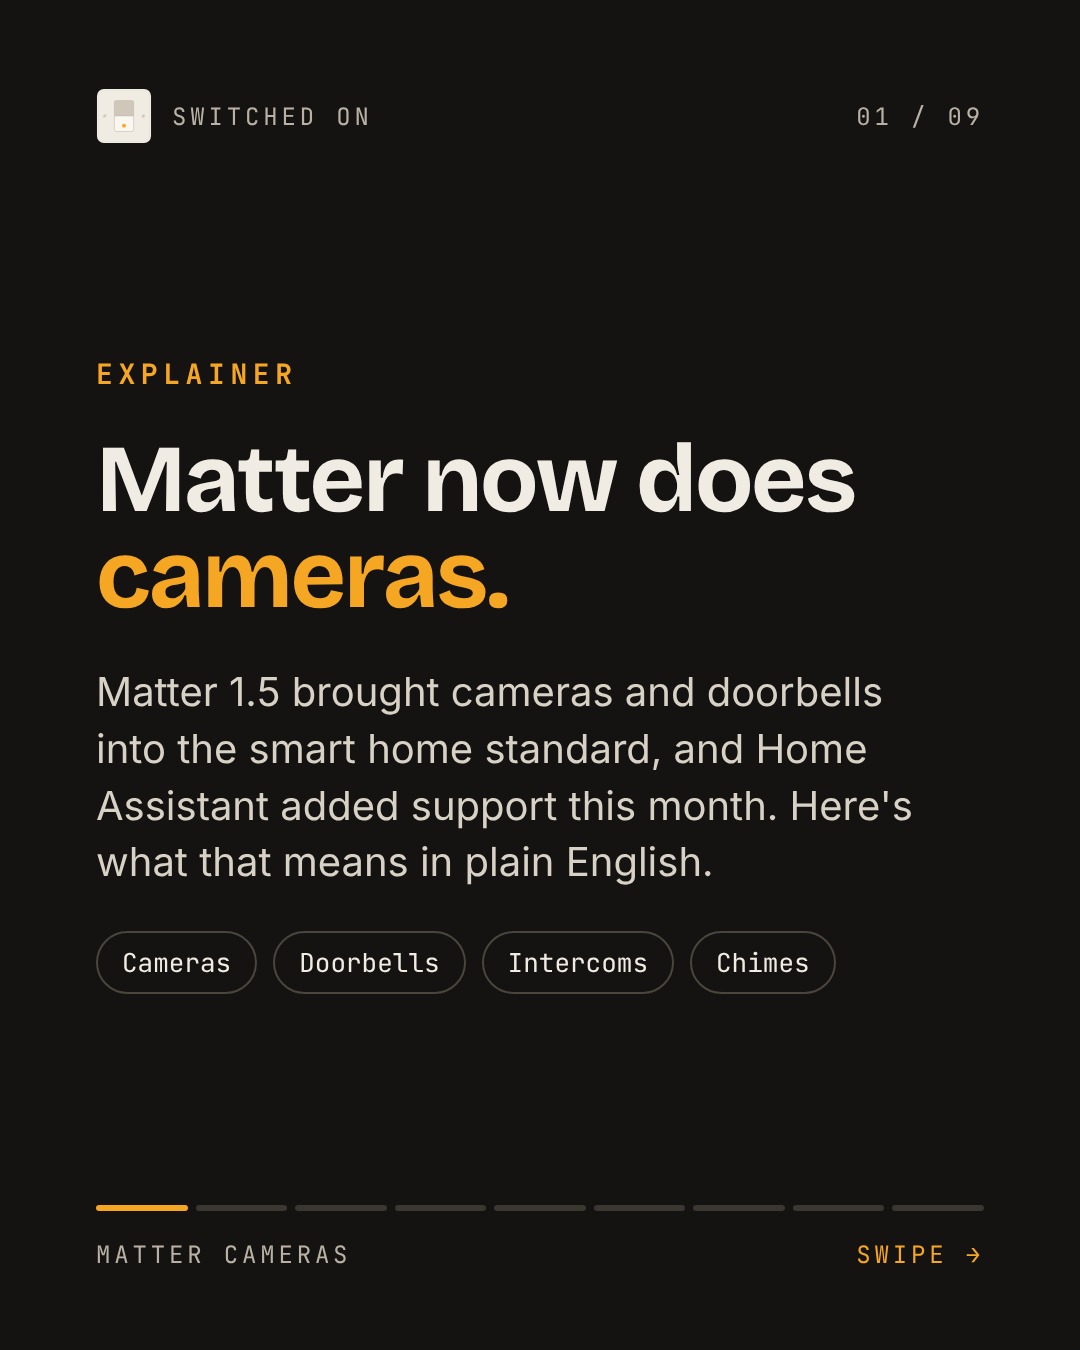 SWITCHED ON
01 / 09
EXPLAINER
Matter now does
cameras.
Matter 1.5 brought cameras and doorbells
into the smart home standard, and Home
Assistant added support this month. Here's
what that means in plain English.
Cameras
Doorbells
Intercoms
Chimes
MATTER CAMERAS
SWIPE →